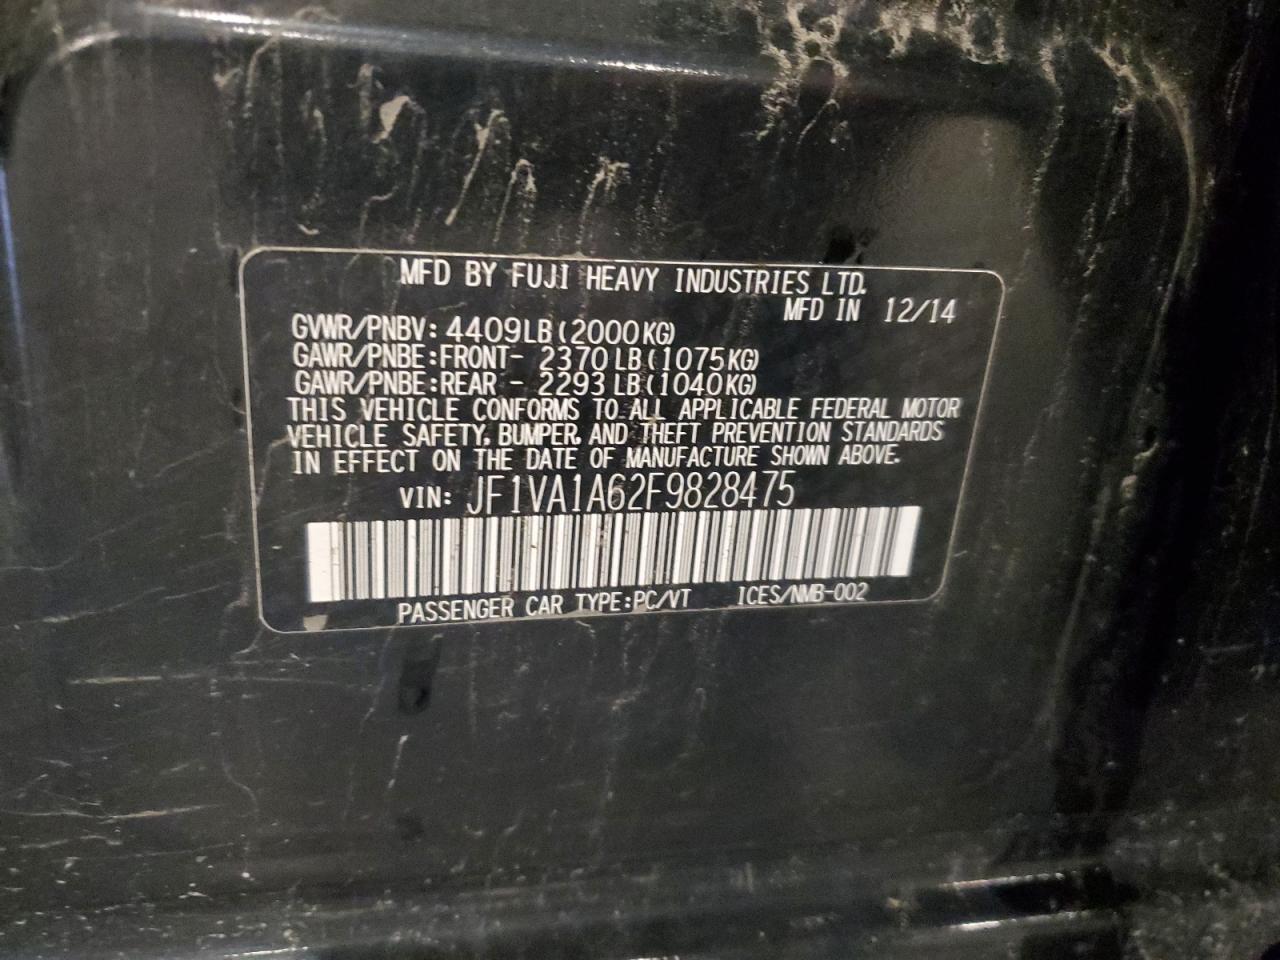 MFD BY FUJI HEAVY INDUSTRIES LTD.
MFD IN 12/14
GVWR/PNBV: 4409LB(2000KG)
GAWR/PNBE:FRONT- 2370LB(1075KG)
GAWR/PNBE:REAR - 2293LB(1040KG)
THIS VEHICLE CONFORMS TO ALL APPLICABLE FEDERAL MOTOR
VEHICLE SAFETY, BUMPER, AND THEFT PREVENTION STANDARDS
IN EFFECT ON THE DATE OF MANUFACTURE SHOWN ABOVE.
VIN: JF1VA1A62F9828475
PASSENGER CAR TYPE:PC/VT ICES/NMB-002